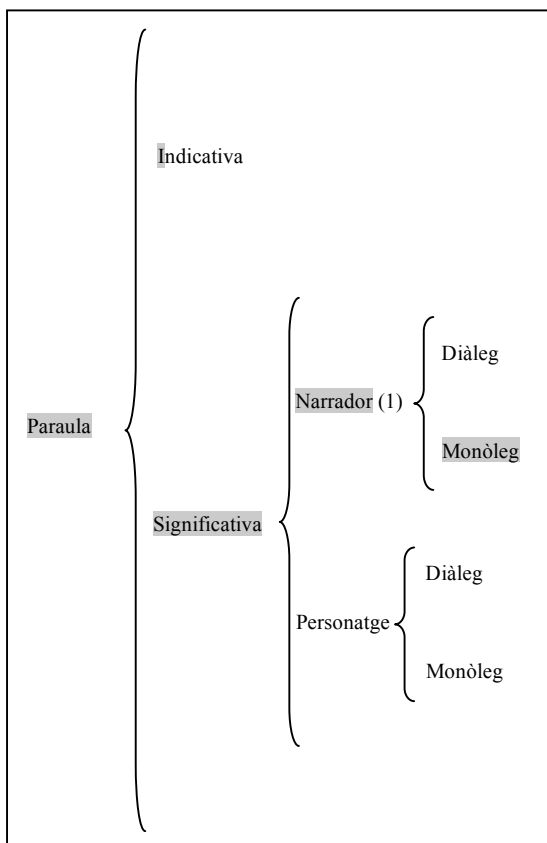 Indicativa
Diàleg
Narrador (1)
Paraula
Monòleg
Significativa
Diàleg
Personatge
Monòleg